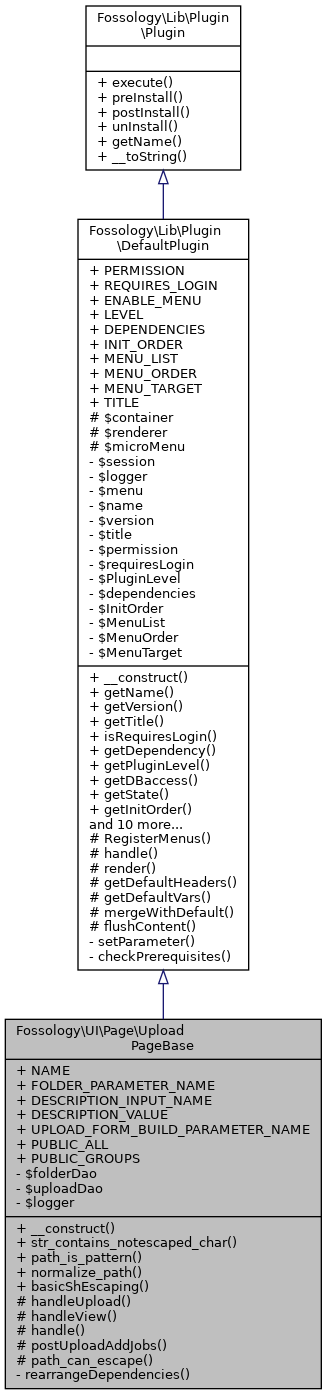 Fossology\Lib\Plugin
\Plugin
+ execute()
+ preInstall()
+ postInstall()
+ unInstall()
+ getName()
+ __toString()
Fossology\Lib\Plugin
\DefaultPlugin
+ PERMISSION
+ REQUIRES_LOGIN
+ ENABLE_MENU
+ LEVEL
+ DEPENDENCIES
+ INIT_ORDER
+ MENU_LIST
+ MENU_ORDER
+ MENU_TARGET
+ TITLE
# $container
# $renderer
# $microMenu
- $session
- $logger
- $menu
- $name
- $version
- $title
- $permission
- $requiresLogin
- $PluginLevel
- $dependencies
- $InitOrder
- $MenuList
- $MenuOrder
- $MenuTarget
+ __construct()
+ getName()
+ getVersion()
+ getTitle()
+ isRequiresLogin()
+ getDependency()
+ getPluginLevel()
+ getDBaccess()
+ getState()
+ getInitOrder()
and 10 more...
# RegisterMenus()
# handle()
# render()
# getDefaultHeaders()
# getDefaultVars()
# mergeWithDefault()
# flushContent()
- setParameter()
- checkPrerequisites()
Fossology\UI\Page\Upload
PageBase
+ NAME
+ FOLDER_PARAMETER_NAME
+ DESCRIPTION_INPUT_NAME
+ DESCRIPTION_VALUE
+ UPLOAD_FORM_BUILD_PARAMETER_NAME
+ PUBLIC_ALL
+ PUBLIC_GROUPS
- $folderDao
- $uploadDao
- $logger
+ __construct()
+ str_contains_notescaped_char()
+ path_is_pattern()
+ normalize_path()
+ basicShEscaping()
# handleUpload()
# handleView()
# handle()
# postUploadAddJobs()
# path_can_escape()
- rearrangeDependencies()